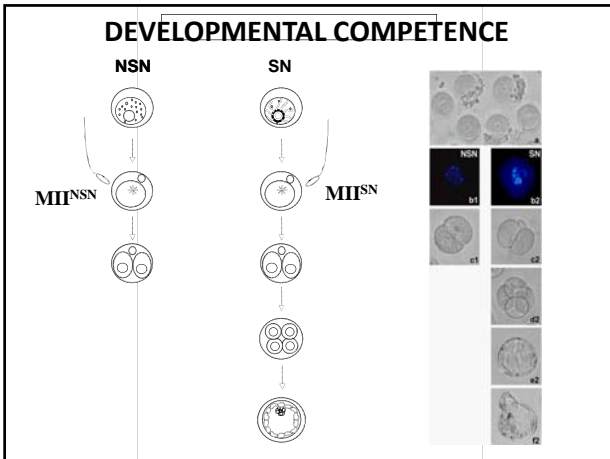 DEVELOPMENTAL COMPETENCE
NSN
SN
MII^NSN
MII^SN
a
NSN
SN
b1
b2
c1
c2
d2
e2
f2